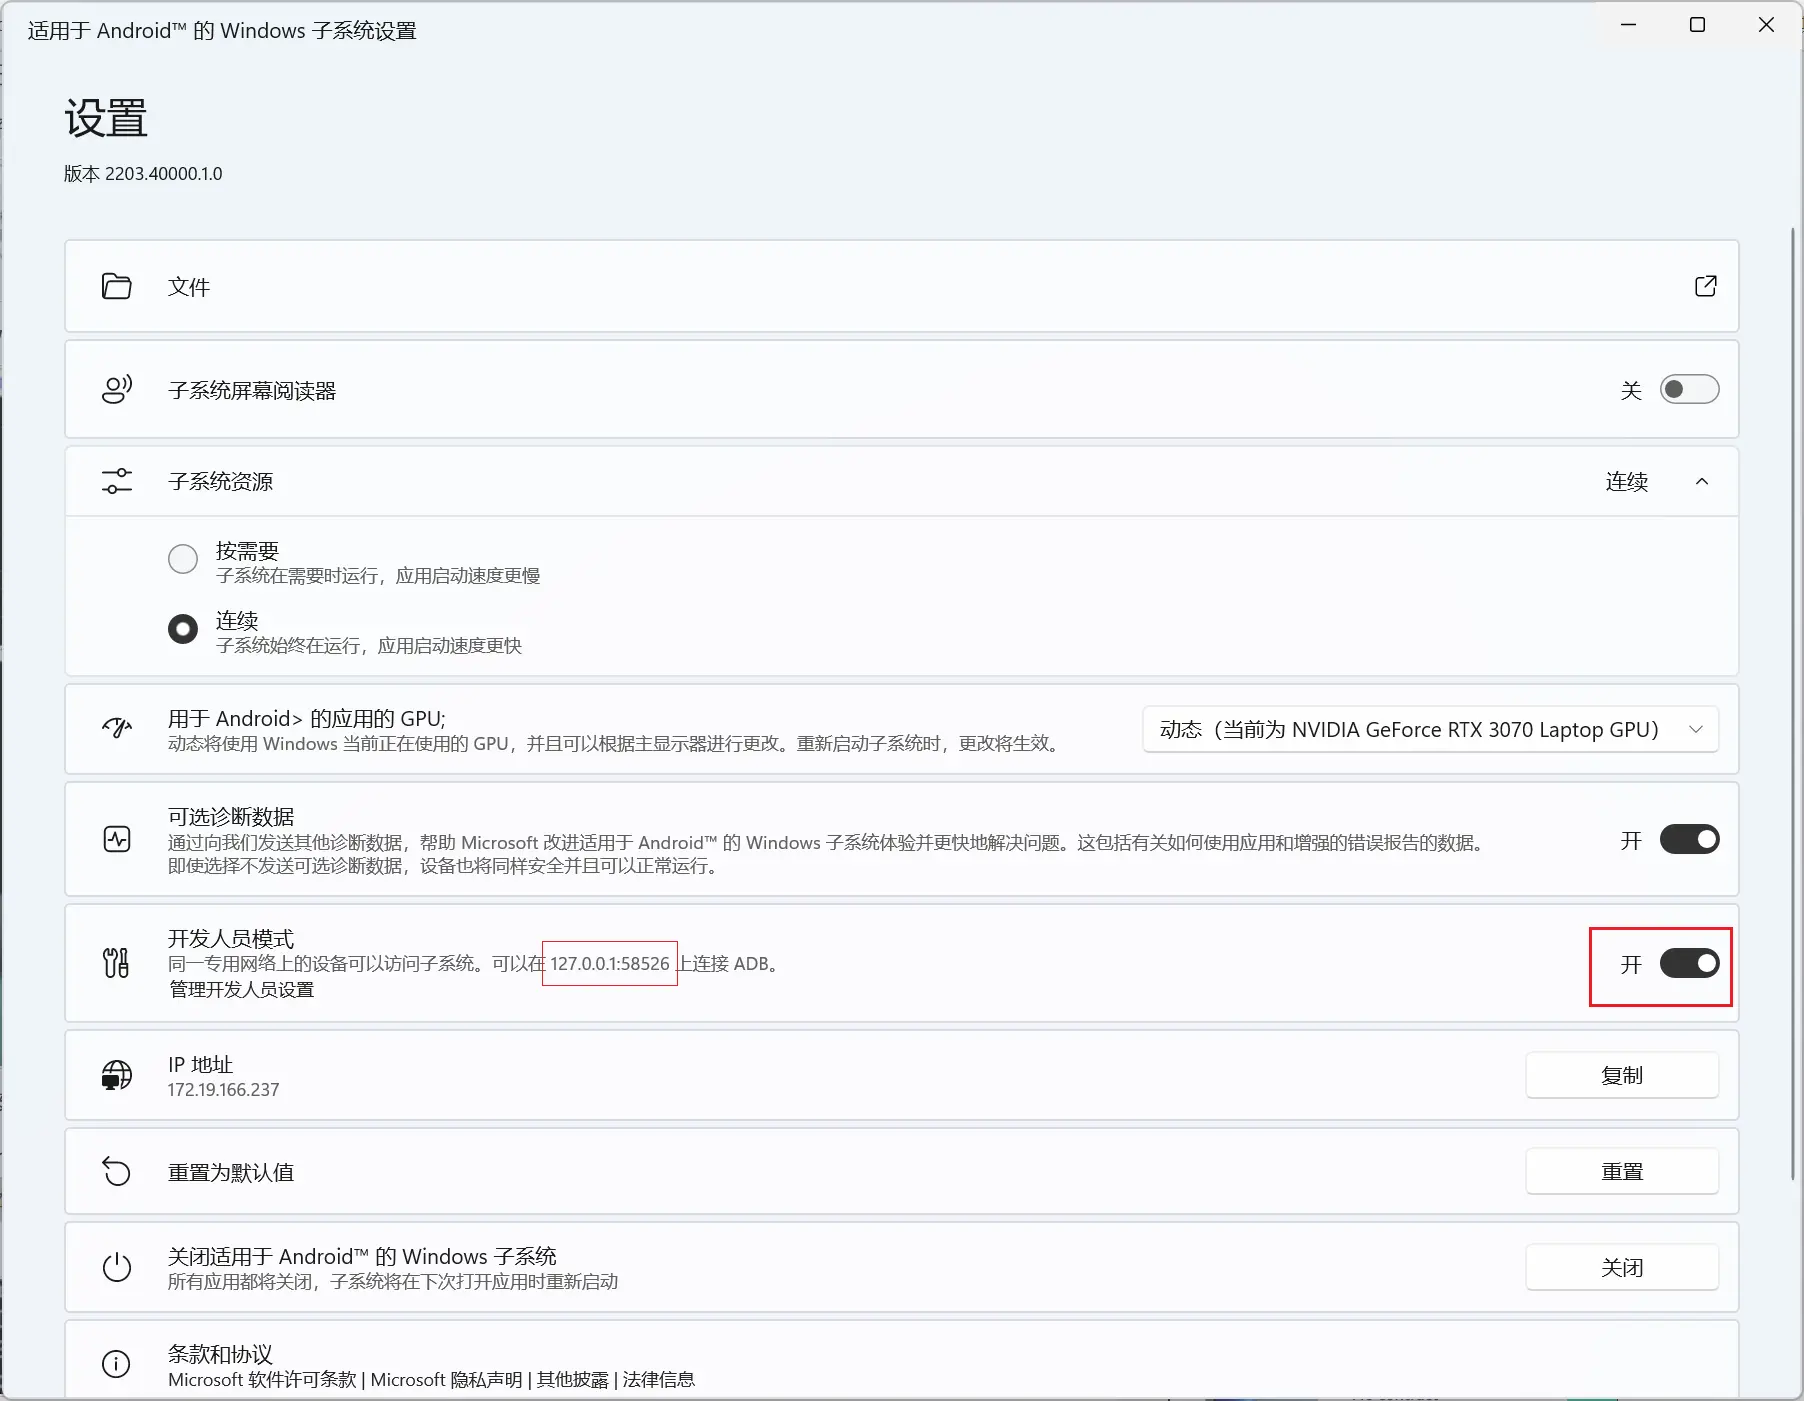 适用于 Android™ 的 Windows 子系统设置
设置
版本 2203.40000.1.0
文件
子系统屏幕阅读器
关
子系统资源
连续
按需要
子系统在需要时运行，应用启动速度更慢
连续
子系统始终在运行，应用启动速度更快
用于 Android> 的应用的 GPU;
动态将使用 Windows 当前正在使用的 GPU，并且可以根据主显示器进行更改。重新启动子系统时，更改将生效。
动态（当前为 NVIDIA GeForce RTX 3070 Laptop GPU）
可选诊断数据
通过向我们发送其他诊断数据，帮助 Microsoft 改进适用于 Android™ 的 Windows 子系统体验并更快地解决问题。这包括有关如何使用应用和增强的错误报告的数据。
即使选择不发送可选诊断数据，设备也将同样安全并且可以正常运行。
开
开发人员模式
同一专用网络上的设备可以访问子系统。可以在 127.0.0.1:58526 上连接 ADB。
管理开发人员设置
开
IP 地址
172.19.166.237
复制
重置为默认值
重置
关闭适用于 Android™ 的 Windows 子系统
所有应用都将关闭，子系统将在下次打开应用时重新启动
关闭
条款和协议
Microsoft 软件许可条款 | Microsoft 隐私声明 | 其他披露 | 法律信息